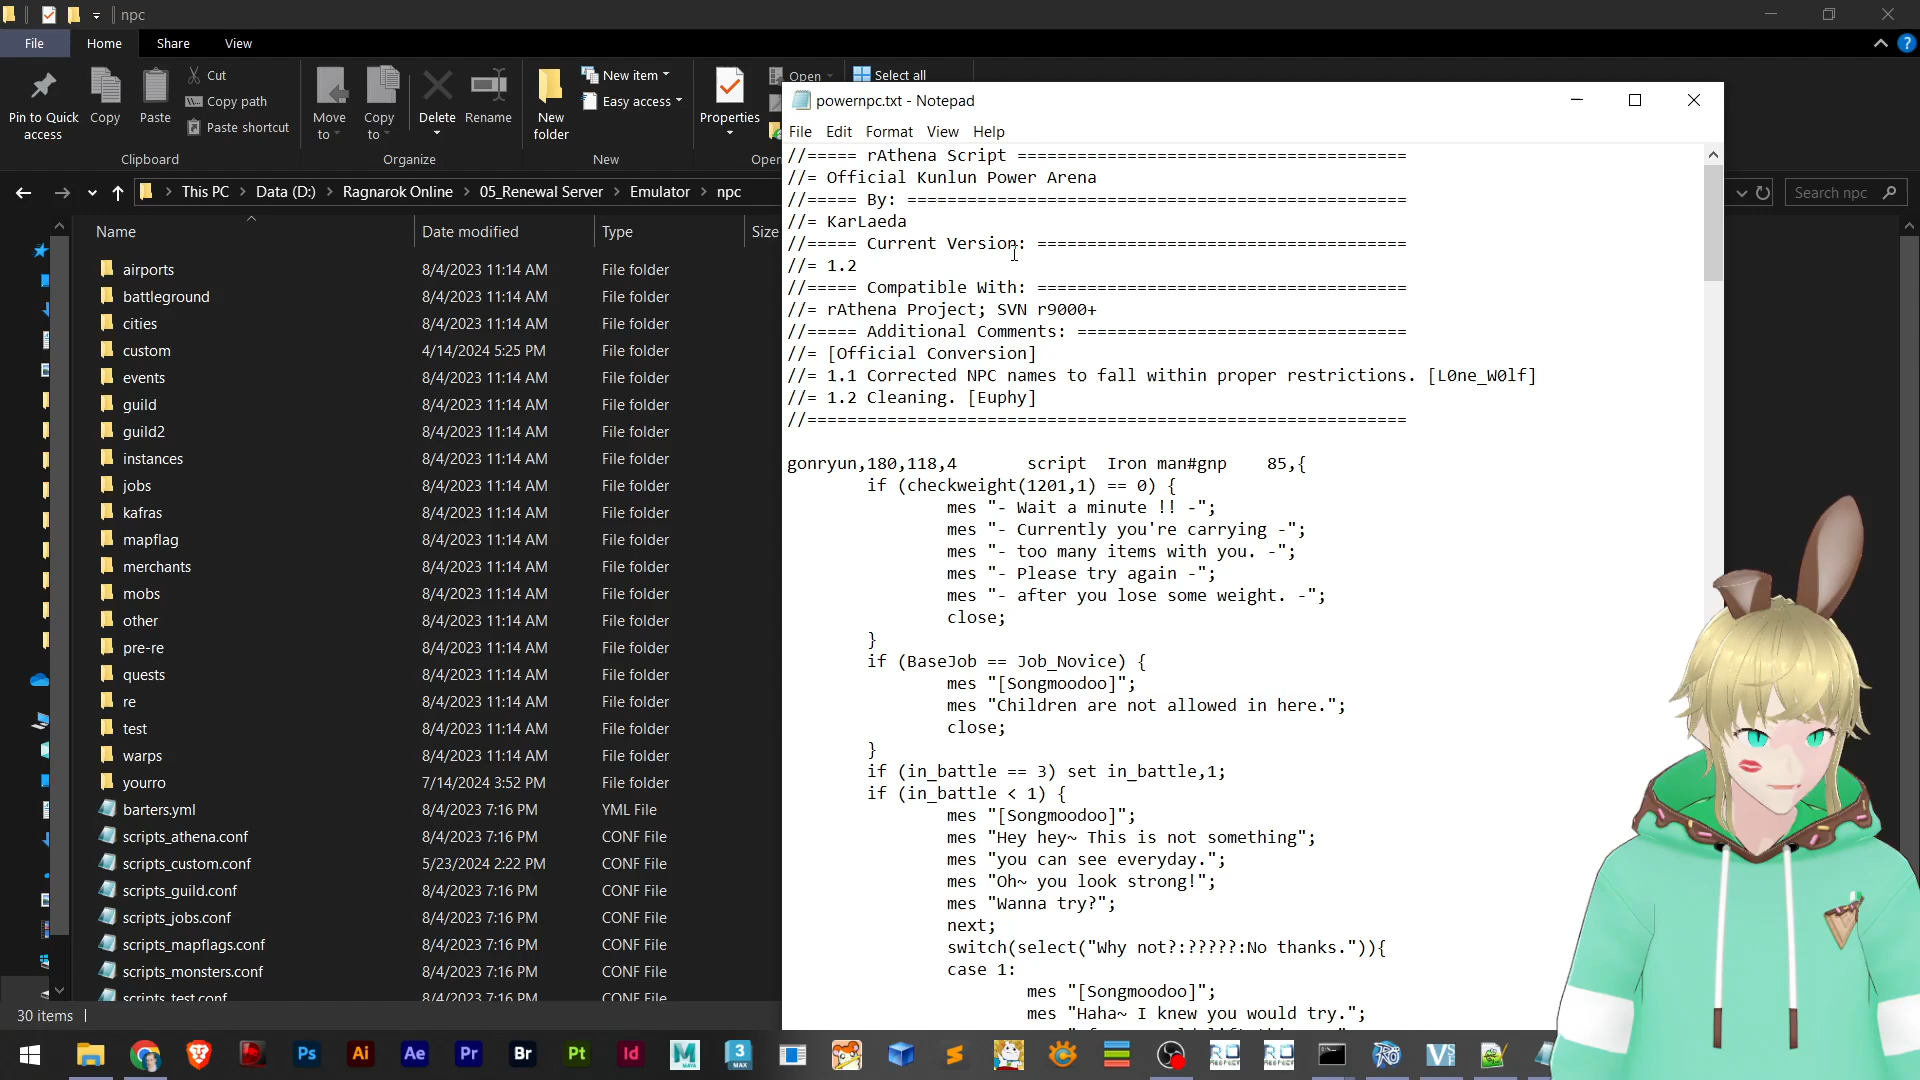 npc
File
Home
Share
View
Pin to Quick access
Copy
Paste
Cut
Copy path
Paste shortcut
Clipboard
Move to
Copy to
Delete
Rename
Organize
New folder
New item
Easy access
New
Properties
Open
Select all
Open
This PC
Data (D:)
Ragnarok Online
05_Renewal Server
Emulator
npc
Search npc
Name
Date modified
Type
Size
airports 8/4/2023 11:14 AM File folder
battleground 8/4/2023 11:14 AM File folder
cities 8/4/2023 11:14 AM File folder
custom 4/14/2024 5:25 PM File folder
events 8/4/2023 11:14 AM File folder
guild 8/4/2023 11:14 AM File folder
guild2 8/4/2023 11:14 AM File folder
instances 8/4/2023 11:14 AM File folder
jobs 8/4/2023 11:14 AM File folder
kafras 8/4/2023 11:14 AM File folder
mapflag 8/4/2023 11:14 AM File folder
merchants 8/4/2023 11:14 AM File folder
mobs 8/4/2023 11:14 AM File folder
other 8/4/2023 11:14 AM File folder
pre-re 8/4/2023 11:14 AM File folder
quests 8/4/2023 11:14 AM File folder
re 8/4/2023 11:14 AM File folder
test 8/4/2023 11:14 AM File folder
warps 8/4/2023 11:14 AM File folder
yourro 7/14/2024 3:52 PM File folder
barters.yml 8/4/2023 7:16 PM YML File
scripts_athena.conf 8/4/2023 7:16 PM CONF File
scripts_custom.conf 5/23/2024 2:22 PM CONF File
scripts_guild.conf 8/4/2023 7:16 PM CONF File
scripts_jobs.conf 8/4/2023 7:16 PM CONF File
scripts_mapflags.conf 8/4/2023 7:16 PM CONF File
scripts_monsters.conf 8/4/2023 7:16 PM CONF File
scripts_test.conf 8/4/2023 7:16 PM CONF File
30 items
powernpc.txt - Notepad
File Edit Format View Help
//===== rAthena Script =======================================
//= Official Kunlun Power Arena
//===== By: ==================================================
//= KarLaeda
//===== Current Version: =====================================
//= 1.2
//===== Compatible With: =====================================
//= rAthena Project; SVN r9000+
//===== Additional Comments: =================================
//= [Official Conversion]
//= 1.1 Corrected NPC names to fall within proper restrictions. [L0ne_W0lf]
//= 1.2 Cleaning. [Euphy]
//============================================================
gonryun,180,118,4 script Iron man#gnp 85,{
if (checkweight(1201,1) == 0) {
mes "- Wait a minute !! -";
mes "- Currently you're carrying -";
mes "- too many items with you. -";
mes "- Please try again -";
mes "- after you lose some weight. -";
close;
}
if (BaseJob == Job_Novice) {
mes "[Songmoodoo]";
mes "Children are not allowed in here.";
close;
}
if (in_battle == 3) set in_battle,1;
if (in_battle < 1) {
mes "[Songmoodoo]";
mes "Hey hey~ This is not something";
mes "you can see everyday.";
mes "Oh~ you look strong!";
mes "Wanna try?";
next;
switch(select("Why not?:?????:No thanks.")){
case 1:
mes "[Songmoodoo]";
mes "Haha~ I knew you would try.";
Ps
Ai
Ae
Pr
Br
Pt
Id
M
3
MAX